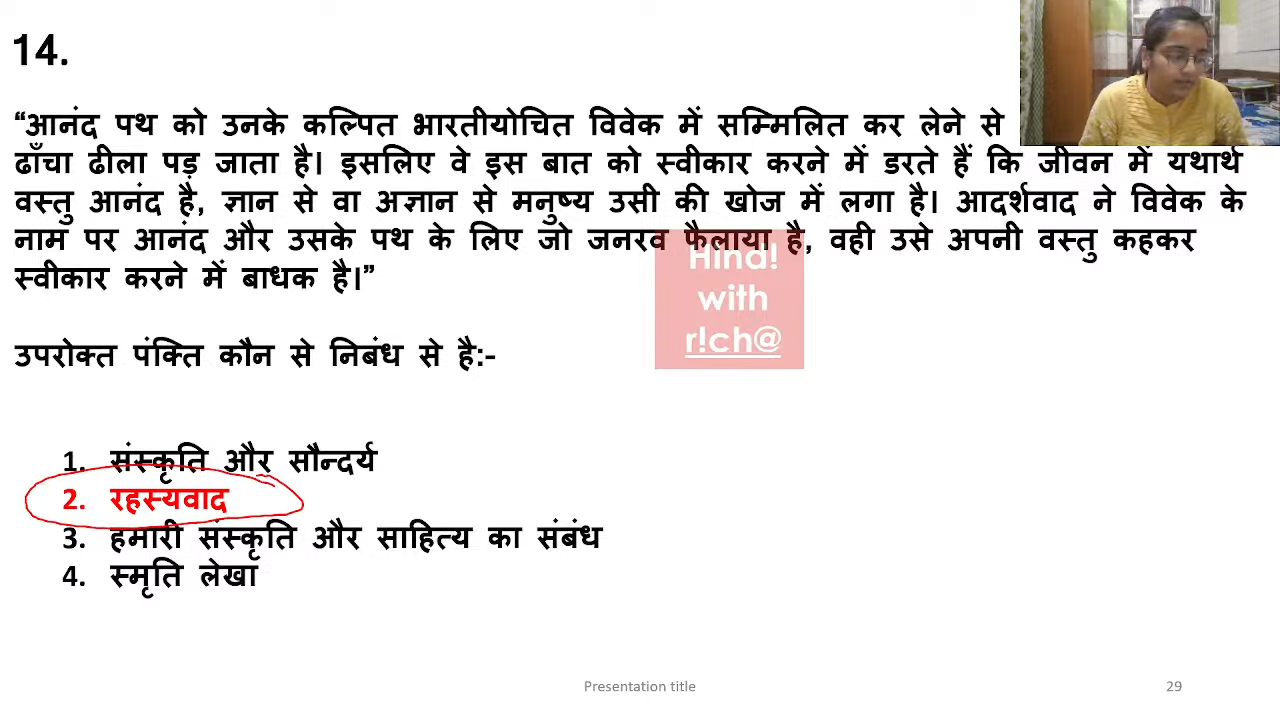 14.
“आनंद पथ को उनके कल्पित भारतीयोचित विवेक में सम्मिलित कर लेने से
ढाँचा ढीला पड़ जाता है। इसलिए वे इस बात को स्वीकार करने में डरते हैं कि जीवन में यथार्थ
वस्तु आनंद है, ज्ञान से वा अज्ञान से मनुष्य उसी की खोज में लगा है। आदर्शवाद ने विवेक के
नाम पर आनंद और उसके पथ के लिए जो जनरव फैलाया है, वही उसे अपनी वस्तु कहकर
स्वीकार करने में बाधक है।”
Hind!
with
r!ch@
उपरोक्त पंक्ति कौन से निबंध से है:-
1. संस्कृति और सौन्दर्य
2. रहस्यवाद
3. हमारी संस्कृति और साहित्य का संबंध
4. स्मृति लेखा
Presentation title
29